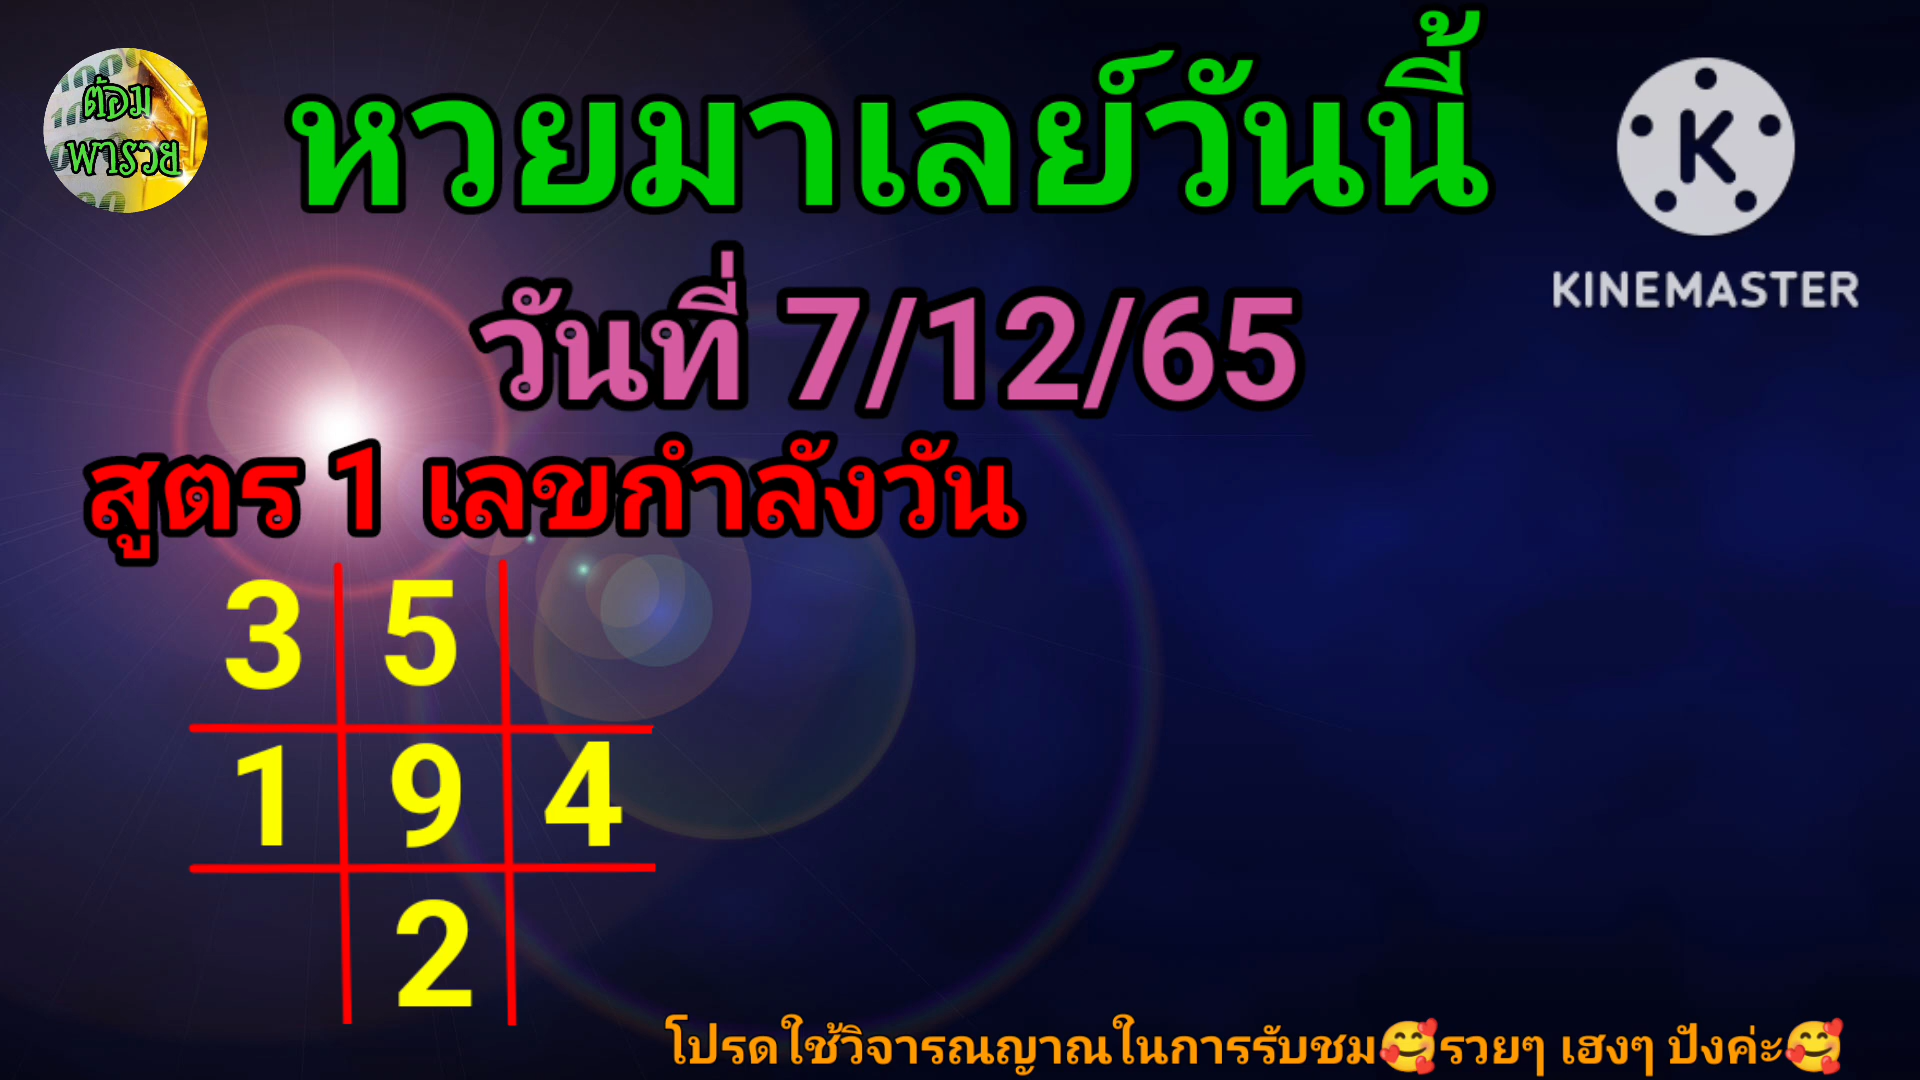 ต้อม
พารวย
หวยมาเลย์วันนี้
KINEMASTER
วันที่ 7/12/65
สูตร 1 เลขกำลังวัน
3 5
1 9 4
2
โปรดใช้วิจารณญาณในการรับชม🥰รวยๆ เฮงๆ ปังค่ะ🥰